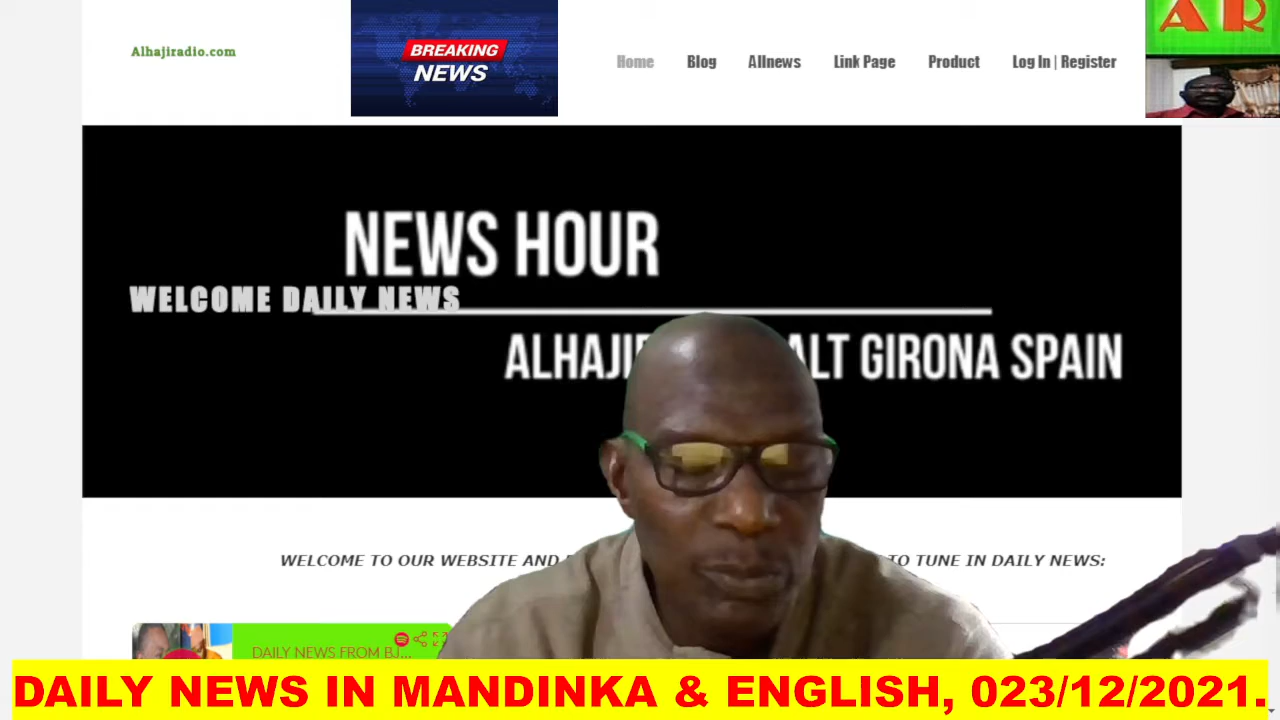 Alhajiradio.com
BREAKING
NEWS
Home Blog Allnews Link Page Product Log In | Register
AR
NEWS HOUR
WELCOME DAILY NEWS
ALT GIRONA SPAIN
WELCOME TO OUR WEBSITE AND TO TUNE IN DAILY NEWS:
DAILY NEWS FROM BJ...
DAILY NEWS IN MANDINKA & ENGLISH, 023/12/2021.